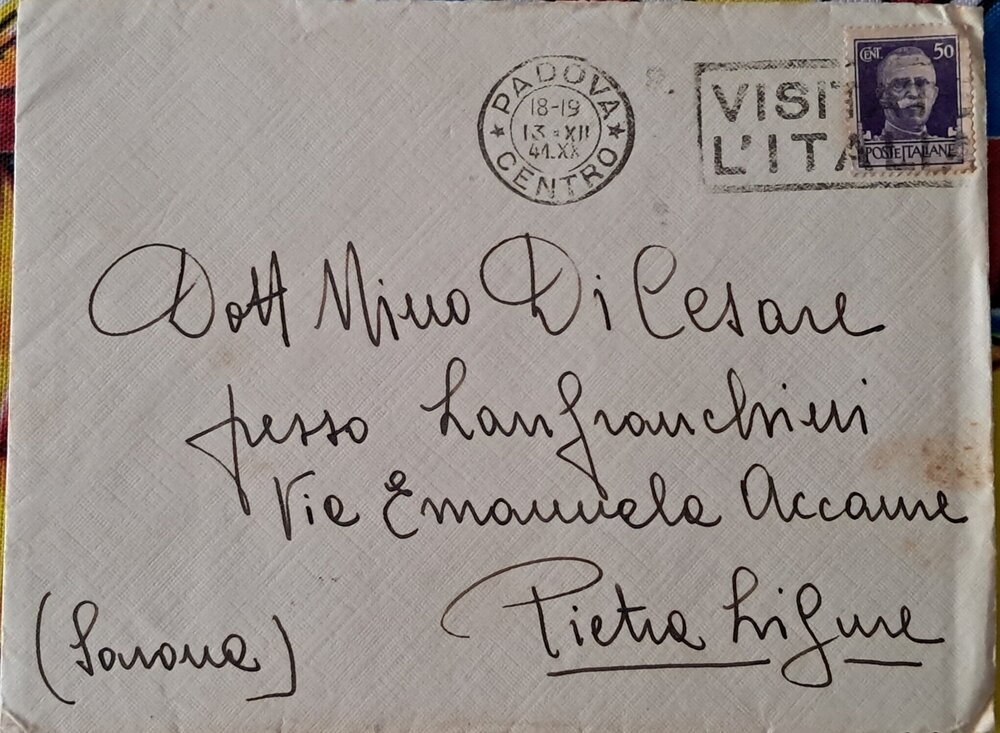 PADOVA
18-19
13·XII
41.XX
CENTRO
VISIT
L'ITA
CENT. 50
POSTE ITALIANE
Dott Nino Di Cesare
presso Lanfranchini
Via Emanuele Accame
Pietra Ligure
(Savona)